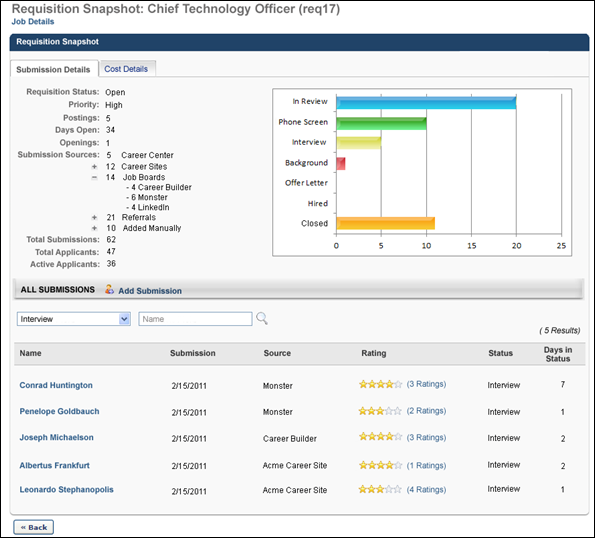 Requisition Snapshot: Chief Technology Officer (req17)
Job Details
Requisition Snapshot
Submission Details Cost Details
Requisition Status: Open
Priority: High
Postings: 5
Days Open: 34
Openings: 1
Submission Sources: 5 Career Center
12 Career Sites
14 Job Boards
- 4 Career Builder
- 6 Monster
- 4 LinkedIn
21 Referrals
10 Added Manually
Total Submissions: 62
Total Applicants: 47
Active Applicants: 36
In Review
Phone Screen
Interview
Background
Offer Letter
Hired
Closed
0 5 10 15 20 25
ALL SUBMISSIONS Add Submission
Interview Name
( 5 Results)
Name Submission Source Rating Status Days in Status
Conrad Huntington 2/15/2011 Monster (3 Ratings) Interview 7
Penelope Goldbauch 2/15/2011 Monster (2 Ratings) Interview 1
Joseph Michaelson 2/15/2011 Career Builder (3 Ratings) Interview 2
Albertus Frankfurt 2/15/2011 Acme Career Site (1 Ratings) Interview 2
Leonardo Stephanopolis 2/15/2011 Acme Career Site (4 Ratings) Interview 1
« Back